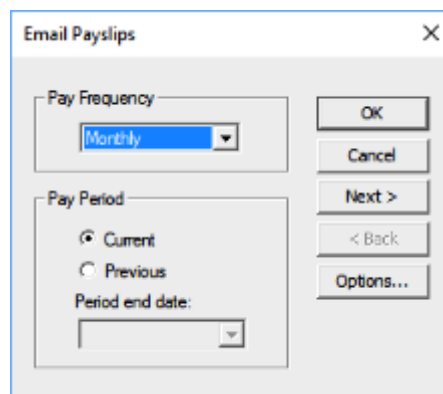 Email Payslips
Pay Frequency
Monthly
Pay Period
Current
Previous
Period end date:
OK
Cancel
Next >
< Back
Options...